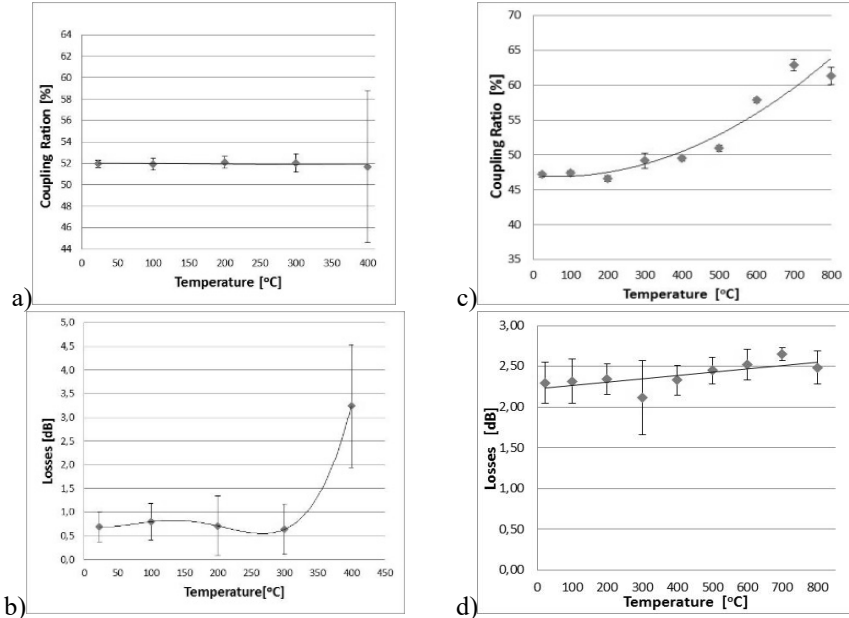 64
62
60
58
56
54
52
50
48
46
44
Coupling Ration [%]
0 50 100 150 200 250 300 350 400
Temperature [°C]
a)
70
65
60
55
50
45
40
35
Coupling Ratio [%]
0 100 200 300 400 500 600 700 800
Temperature [°C]
c)
5,0
4,5
4,0
3,5
3,0
2,5
2,0
1,5
1,0
0,5
0,0
Losses [dB]
0 50 100 150 200 250 300 350 400 450
Temperature[°C]
b)
3,00
2,50
2,00
1,50
1,00
0,50
0,00
Losses [dB]
0 100 200 300 400 500 600 700 800
Temperature [°C]
d)